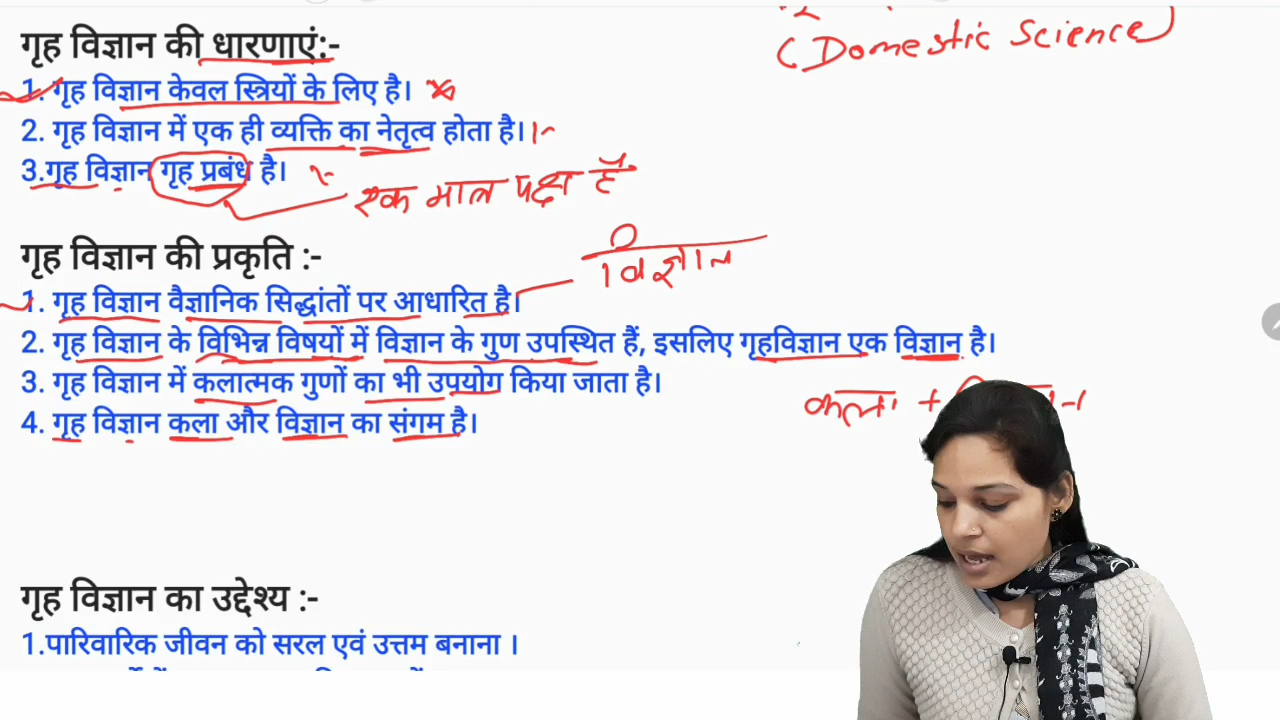 (Domestic Science)
गृह विज्ञान की धारणाएं:-
1. गृह विज्ञान केवल स्त्रियों के लिए है।
2. गृह विज्ञान में एक ही व्यक्ति का नेतृत्व होता है।
3.गृह विज्ञान गृह प्रबंध है।
एक मात्र पक्ष है
गृह विज्ञान की प्रकृति :-
विज्ञान
1. गृह विज्ञान वैज्ञानिक सिद्धांतों पर आधारित है।
2. गृह विज्ञान के विभिन्न विषयों में विज्ञान के गुण उपस्थित हैं, इसलिए गृहविज्ञान एक विज्ञान है।
3. गृह विज्ञान में कलात्मक गुणों का भी उपयोग किया जाता है।
कला +
4. गृह विज्ञान कला और विज्ञान का संगम है।
गृह विज्ञान का उद्देश्य :-
1.पारिवारिक जीवन को सरल एवं उत्तम बनाना ।